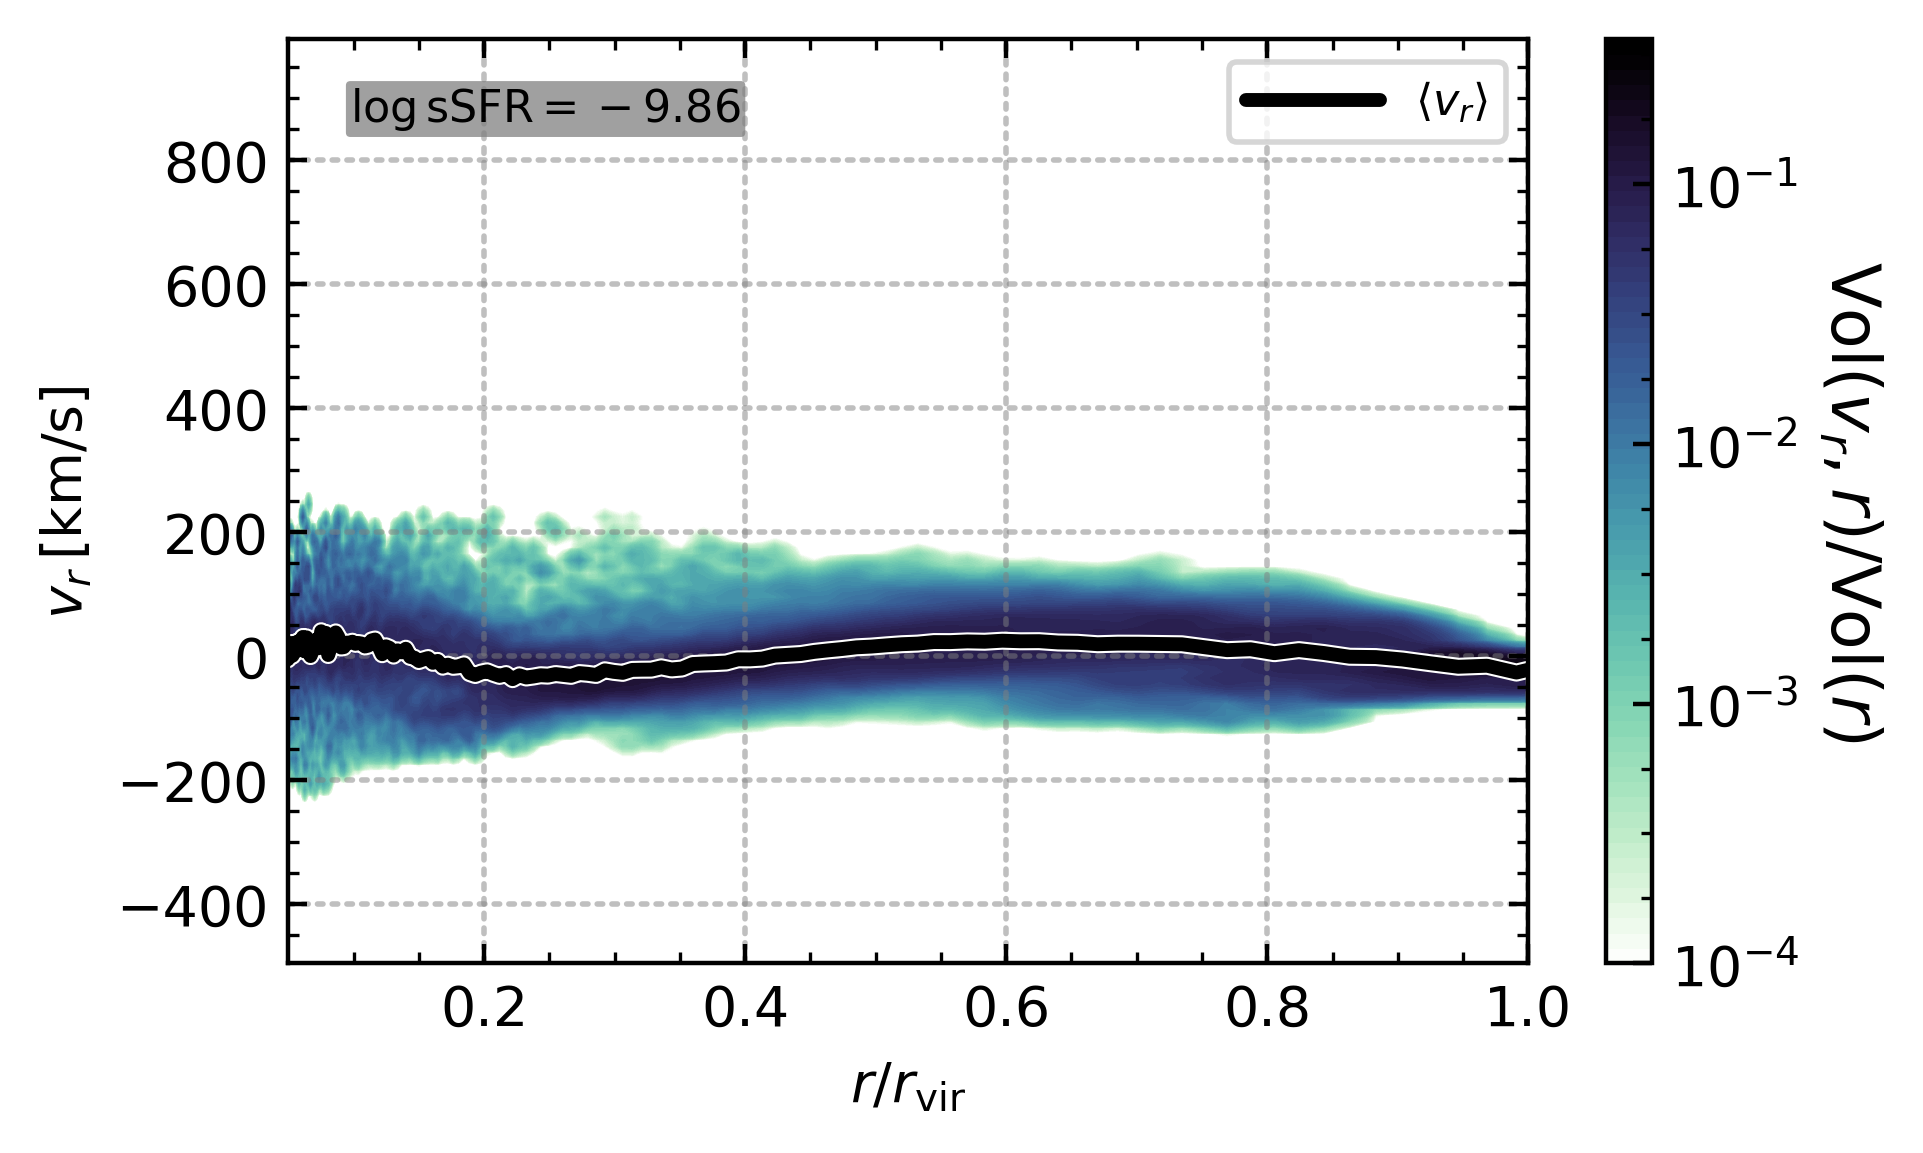 log sSFR = −9.86
⟨v_r⟩
800
600
400
200
0
−200
−400
v_r [km/s]
0.2 0.4 0.6 0.8 1.0
r/r_vir
10⁻¹
10⁻²
10⁻³
10⁻⁴
Vol(v_r, r)/Vol(r)